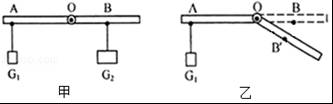 A O B A O B
B'
G₁ G₂ G₁
甲 乙